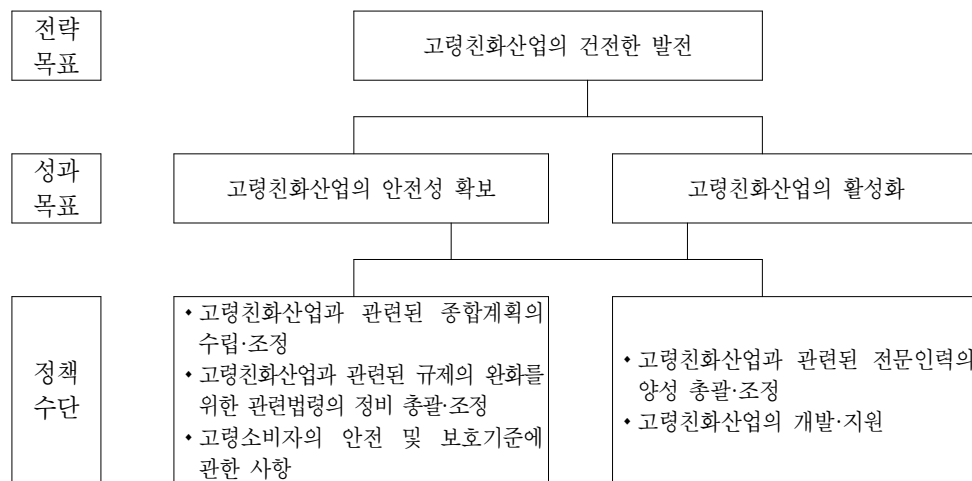 전략
목표
고령친화산업의 건전한 발전
성과
목표
고령친화산업의 안전성 확보
고령친화산업의 활성화
정책
수단
• 고령친화산업과 관련된 종합계획의
수립·조정
• 고령친화산업과 관련된 규제의 완화를
위한 관련법령의 정비 총괄·조정
• 고령소비자의 안전 및 보호기준에
관한 사항
• 고령친화산업과 관련된 전문인력의
양성 총괄·조정
• 고령친화산업의 개발·지원